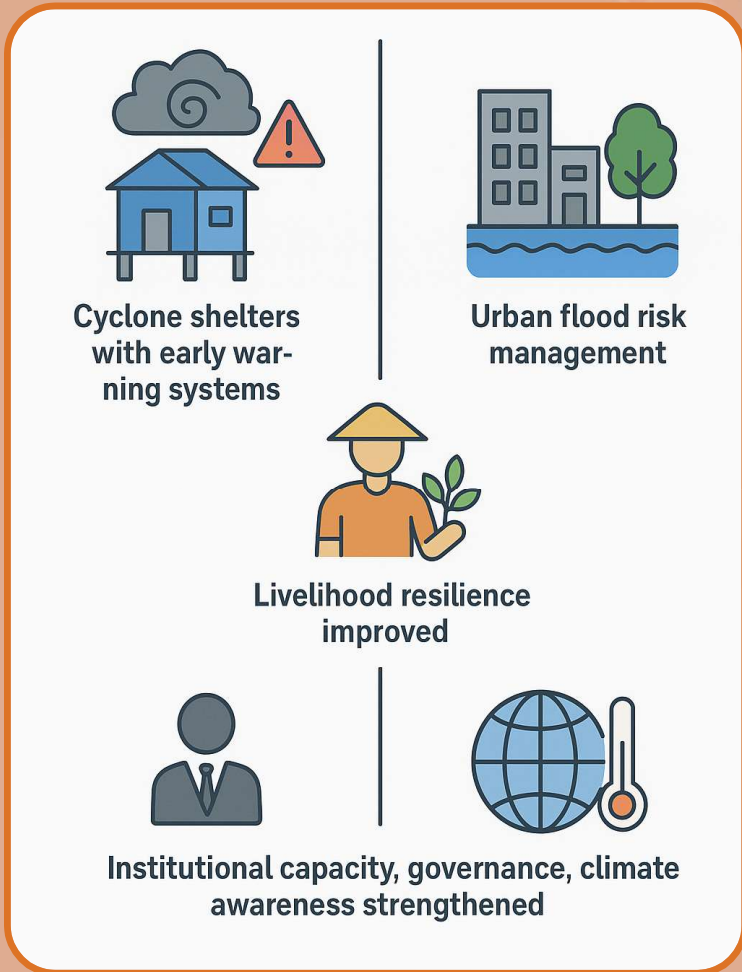 Cyclone shelters
with early war-
ning systems
Urban flood risk
management
Livelihood resilience
improved
Institutional capacity, governance, climate
awareness strengthened